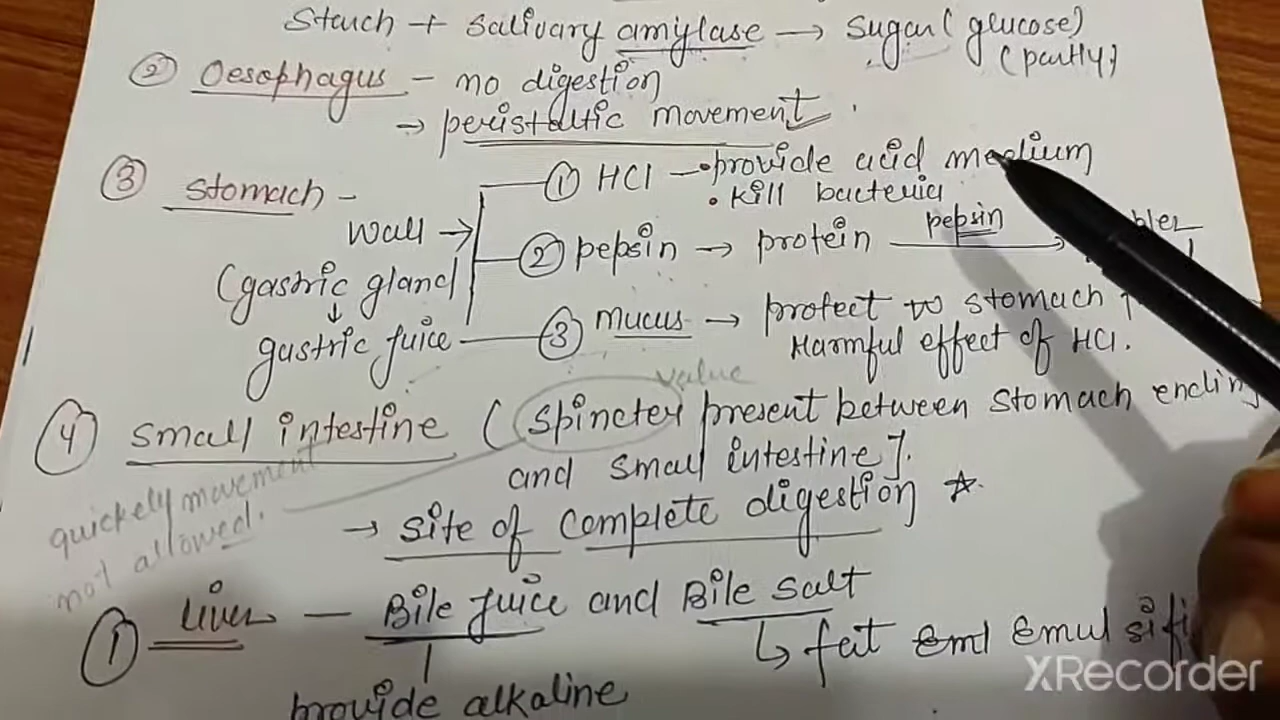 Starch + Salivary amylase → Sugar (glucose)
(partly)
② Oesophagus - no digestion
→ peristaltic movement
③ Stomach -
Wall →
(gastric gland
↓
gastric juice
① HCl - • provide acid medium
• kill bacteria
② pepsin → protein pepsin →
③ mucus → protect to stomach
Harmful effect of HCl.
④ Small intestine (Spincter present between stomach ending
value
and small intestine].
quickely movement
not allowed.
→ Site of complete digestion ☆
① liver — Bile juice and Bile salt
↳ fat emulsifi
provide alkaline
XRecorder